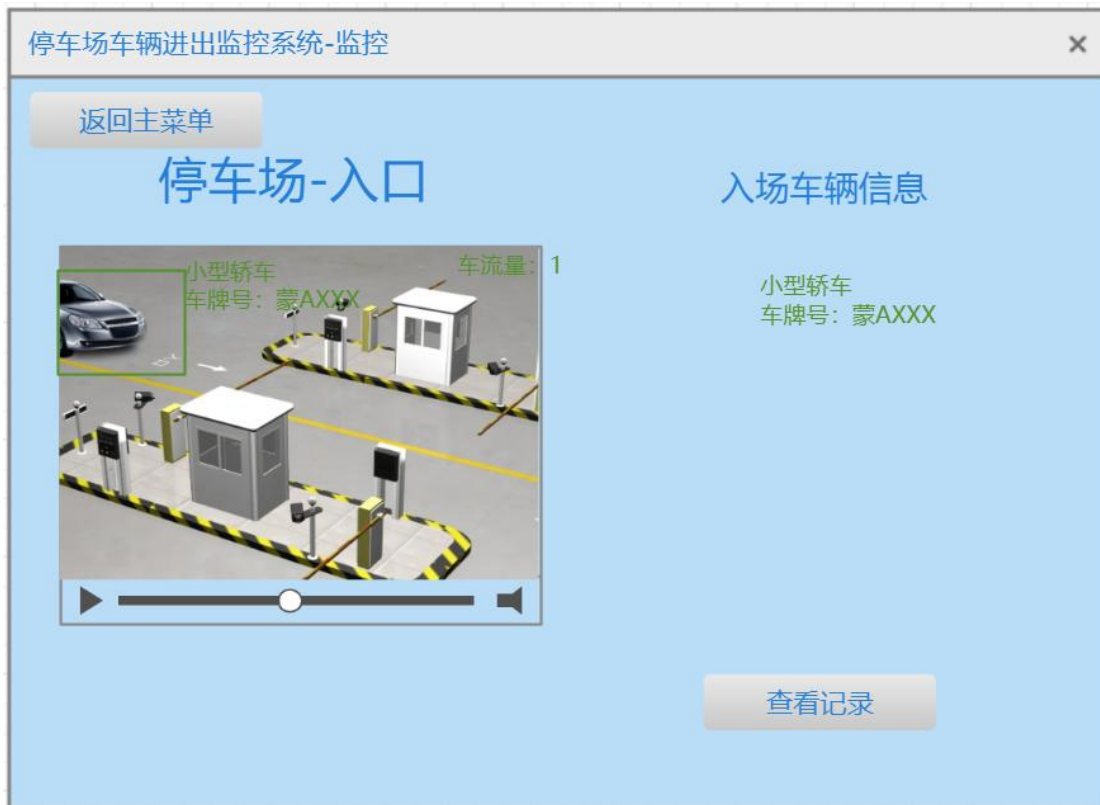 停车场车辆进出监控系统-监控
返回主菜单
停车场-入口
入场车辆信息
小型轿车
车牌号：蒙AXXX
车流量：1
小型轿车
车牌号：蒙AXXX
查看记录